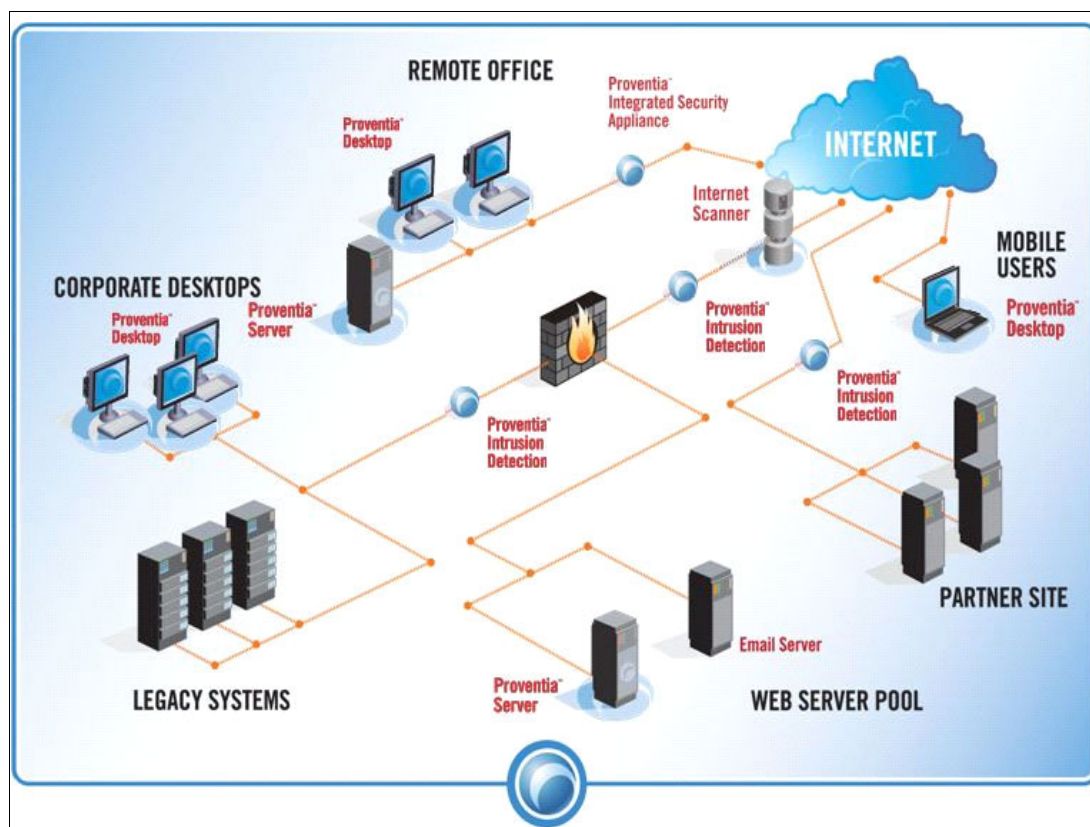 REMOTE OFFICE
Proventia™
Desktop
Proventia™
Integrated Security
Appliance
INTERNET
Internet
Scanner
MOBILE
USERS
Proventia™
Desktop
CORPORATE DESKTOPS
Proventia™
Desktop
Proventia™
Server
Proventia™
Intrusion
Detection
Proventia™
Intrusion
Detection
Proventia™
Intrusion
Detection
PARTNER SITE
LEGACY SYSTEMS
Proventia™
Server
Email Server
WEB SERVER POOL